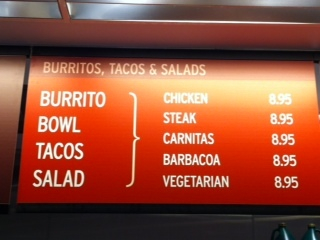 BURRITOS, TACOS & SALADS
BURRITO
BOWL
TACOS
SALAD
CHICKEN 8.95
STEAK 8.95
CARNITAS 8.95
BARBACOA 8.95
VEGETARIAN 8.95